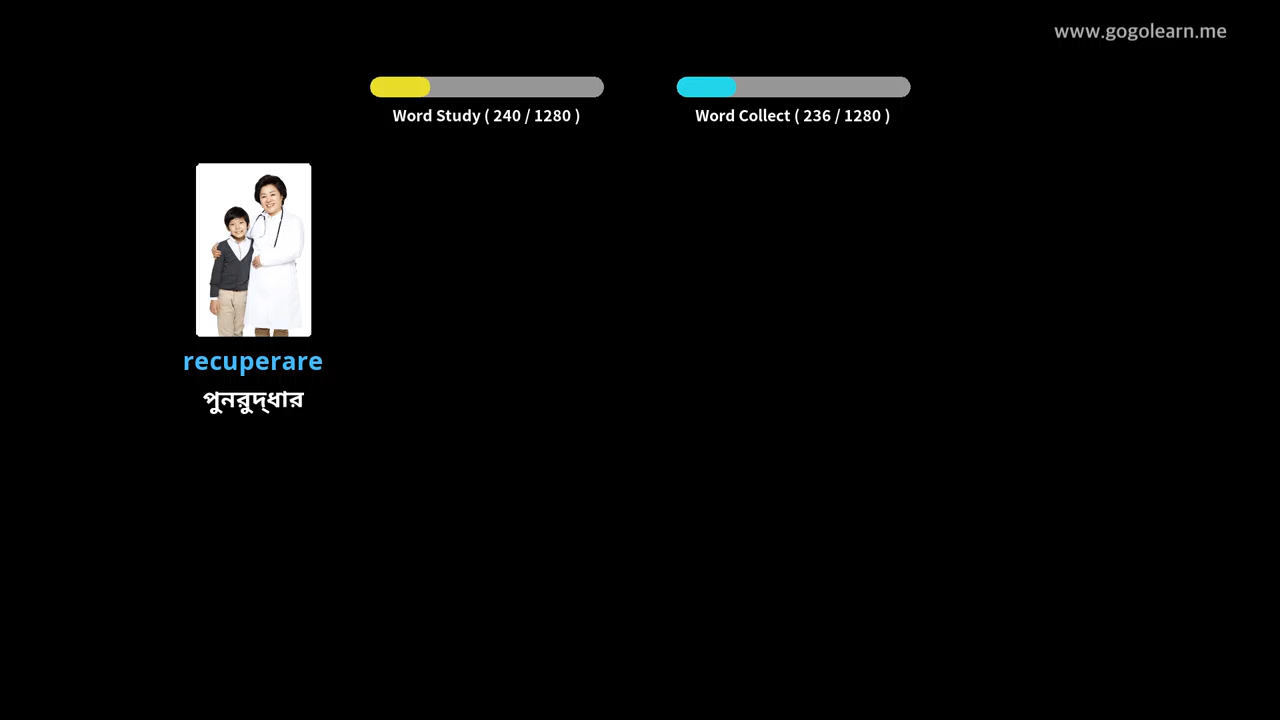 www.gogolearn.me
Word Study ( 240 / 1280 )
Word Collect ( 236 / 1280 )
recuperare
পুনরুদ্ধার